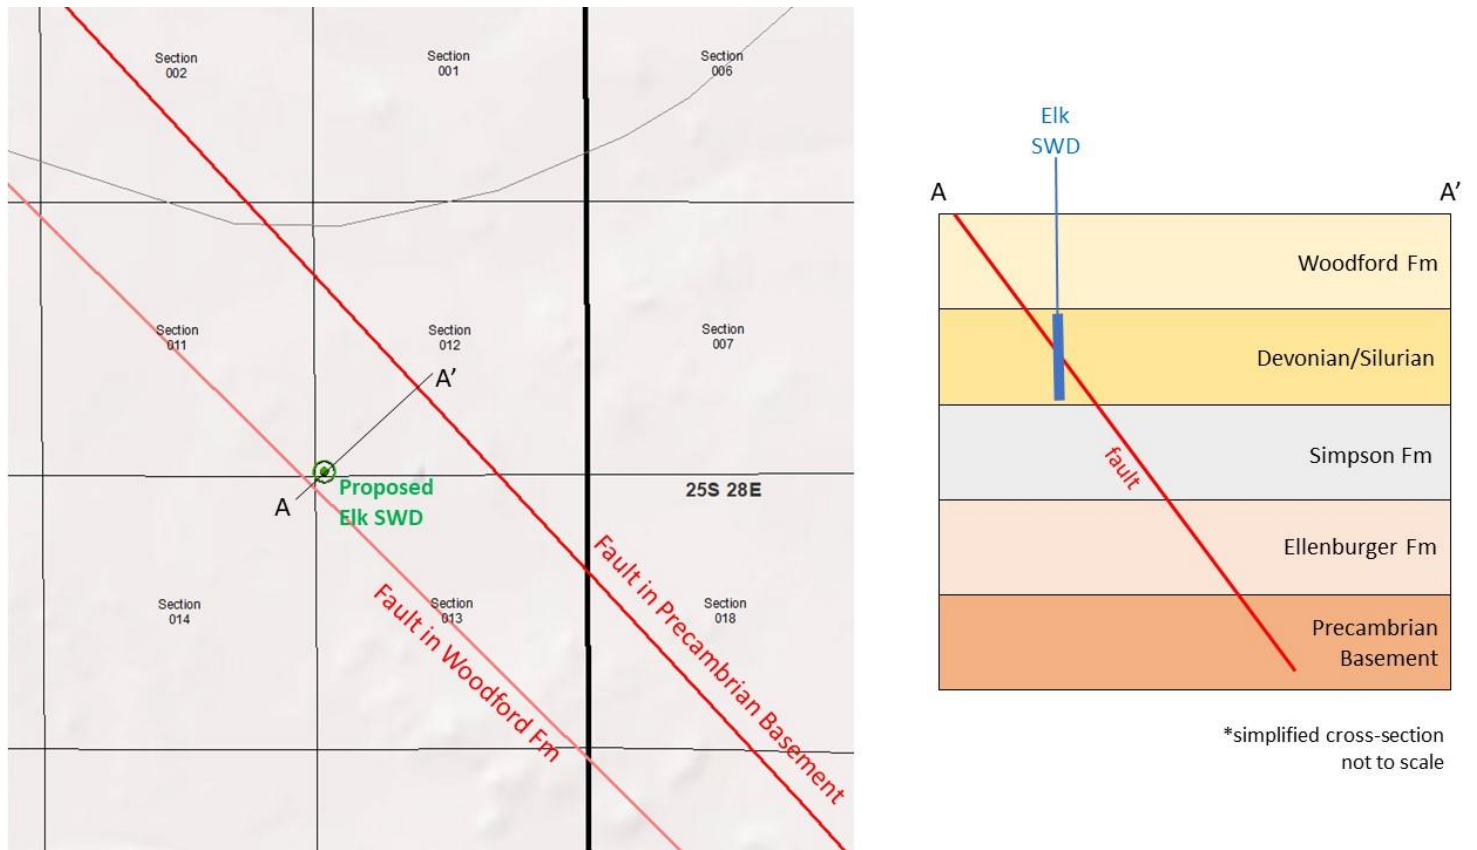 Section
002
Section
001
Section
006
Section
011
Section
012
Section
007
A'
A
Proposed
Elk SWD
25S 28E
Section
014
Section
013
Section
018
Fault in Woodford Fm
Fault in Precambrian Basement
Elk
SWD
A
A’
Woodford Fm
Devonian/Silurian
Simpson Fm
fault
Ellenburger Fm
Precambrian
Basement
*simplified cross-section
not to scale